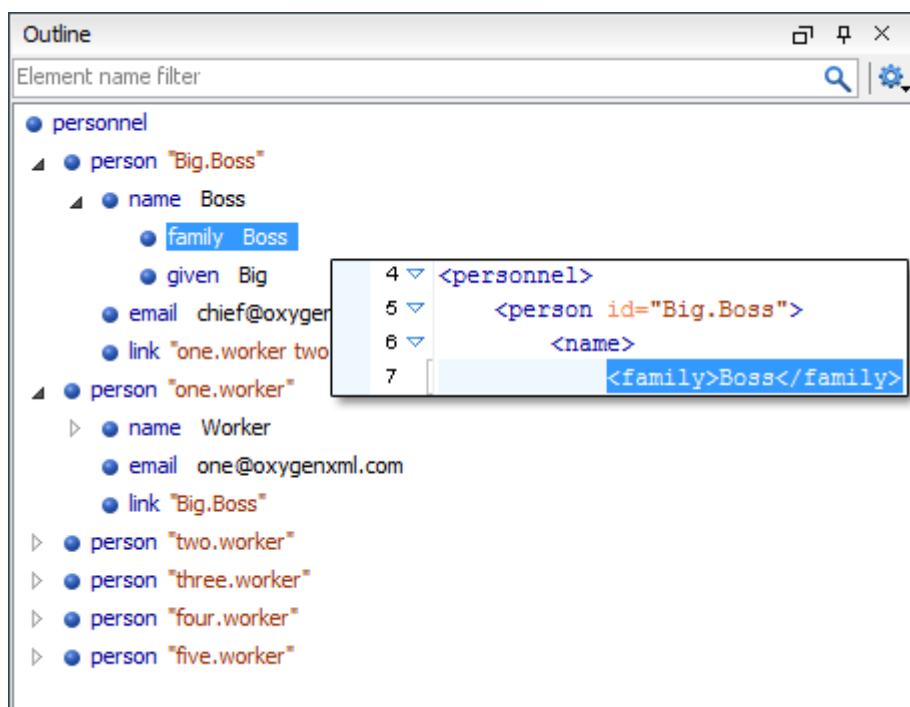 Outline
Element name filter
personnel
person "Big.Boss"
name Boss
family Boss
given Big
email chief@oxygen
link "one.worker two
person "one.worker"
name Worker
email one@oxygenxml.com
link "Big.Boss"
person "two.worker"
person "three.worker"
person "four.worker"
person "five.worker"
4 <personnel>
5 <person id="Big.Boss">
6 <name>
7 <family>Boss</family>